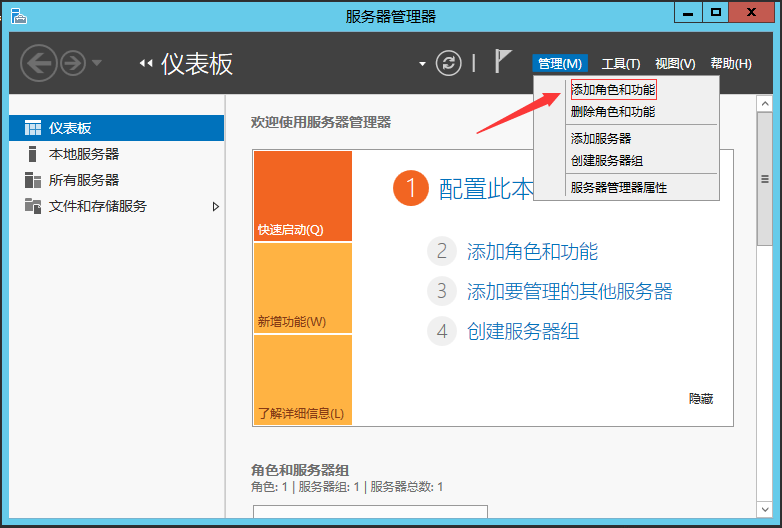 服务器管理器
仪表板
管理(M) 工具(T) 视图(V) 帮助(H)
添加角色和功能
删除角色和功能
添加服务器
创建服务器组
服务器管理器属性
仪表板
本地服务器
所有服务器
文件和存储服务
欢迎使用服务器管理器
快速启动(Q)
新增功能(W)
了解详细信息(L)
1 配置此本
2 添加角色和功能
3 添加要管理的其他服务器
4 创建服务器组
隐藏
角色和服务器组
角色: 1 | 服务器组: 1 | 服务器总数: 1